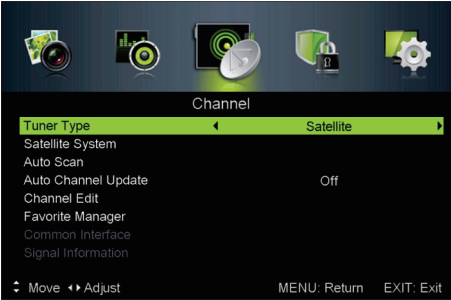 Channel
Tuner Type Satellite
Satellite System
Auto Scan
Auto Channel Update Off
Channel Edit
Favorite Manager
Common Interface
Signal Information
Move Adjust MENU: Return EXIT: Exit